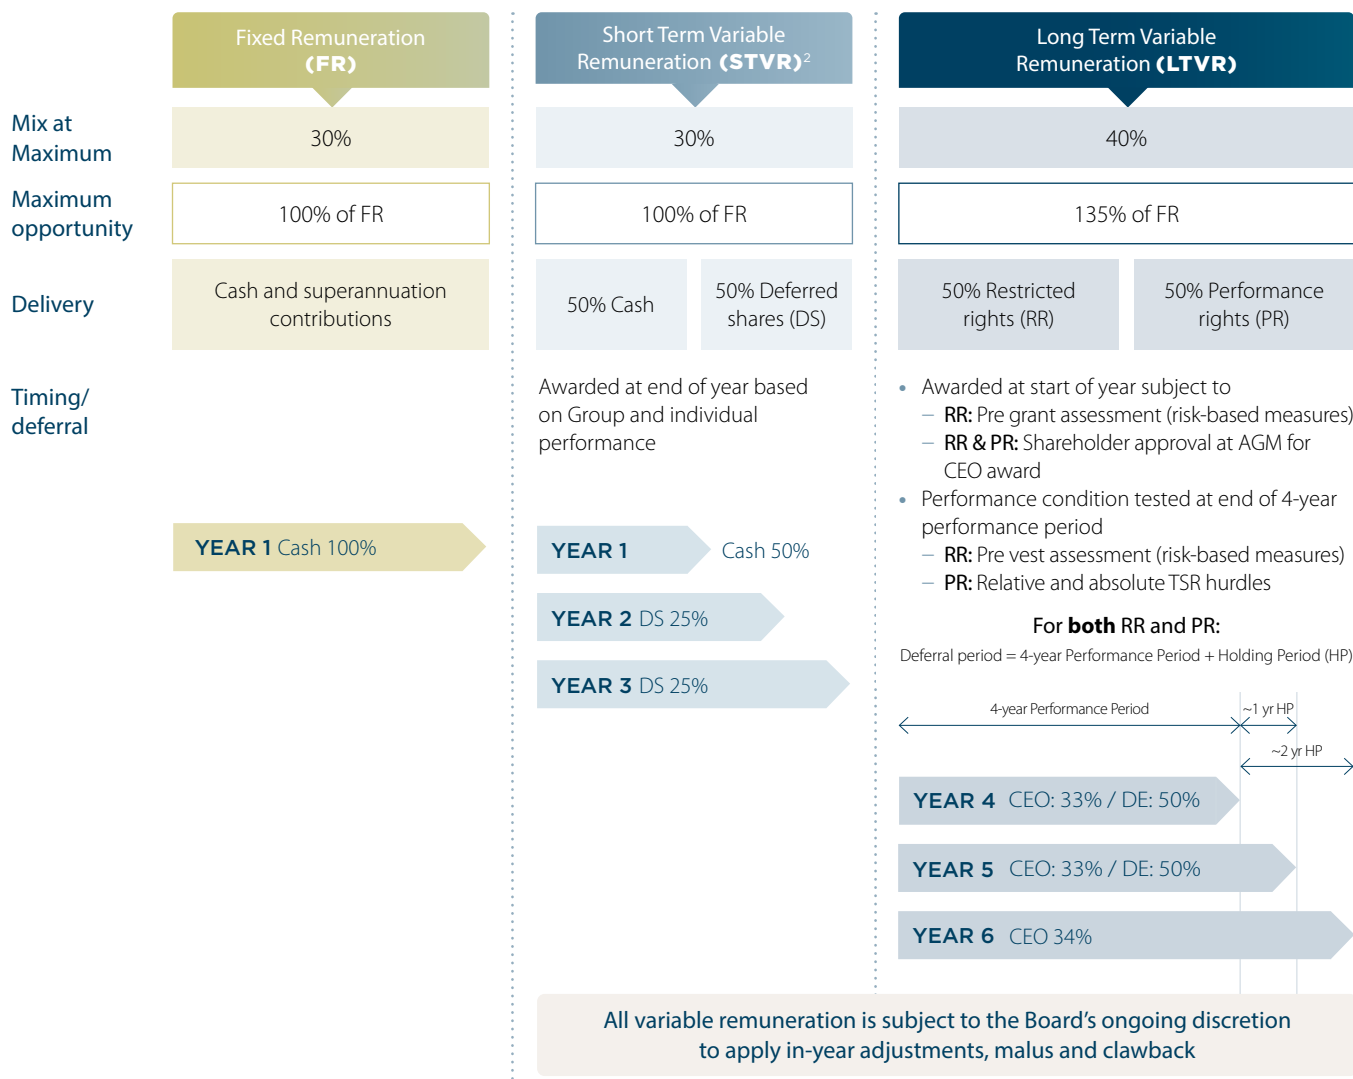 Fixed Remuneration
(FR)
Short Term Variable
Remuneration (STVR)2
Long Term Variable
Remuneration (LTVR)
Mix at
Maximum
30%
30%
40%
Maximum
opportunity
100% of FR
100% of FR
135% of FR
Delivery
Cash and superannuation
contributions
50% Cash
50% Deferred
shares (DS)
50% Restricted
rights (RR)
50% Performance
rights (PR)
Timing/
deferral
YEAR 1 Cash 100%
Awarded at end of year based
on Group and individual
performance
YEAR 1 Cash 50%
YEAR 2 DS 25%
YEAR 3 DS 25%
• Awarded at start of year subject to
– RR: Pre grant assessment (risk-based measures)
– RR & PR: Shareholder approval at AGM for
CEO award
• Performance condition tested at end of 4-year
performance period
– RR: Pre vest assessment (risk-based measures)
– PR: Relative and absolute TSR hurdles
For both RR and PR:
Deferral period = 4-year Performance Period + Holding Period (HP)
4-year Performance Period
~1 yr HP
~2 yr HP
YEAR 4 CEO: 33% / DE: 50%
YEAR 5 CEO: 33% / DE: 50%
YEAR 6 CEO 34%
All variable remuneration is subject to the Board's ongoing discretion
to apply in-year adjustments, malus and clawback